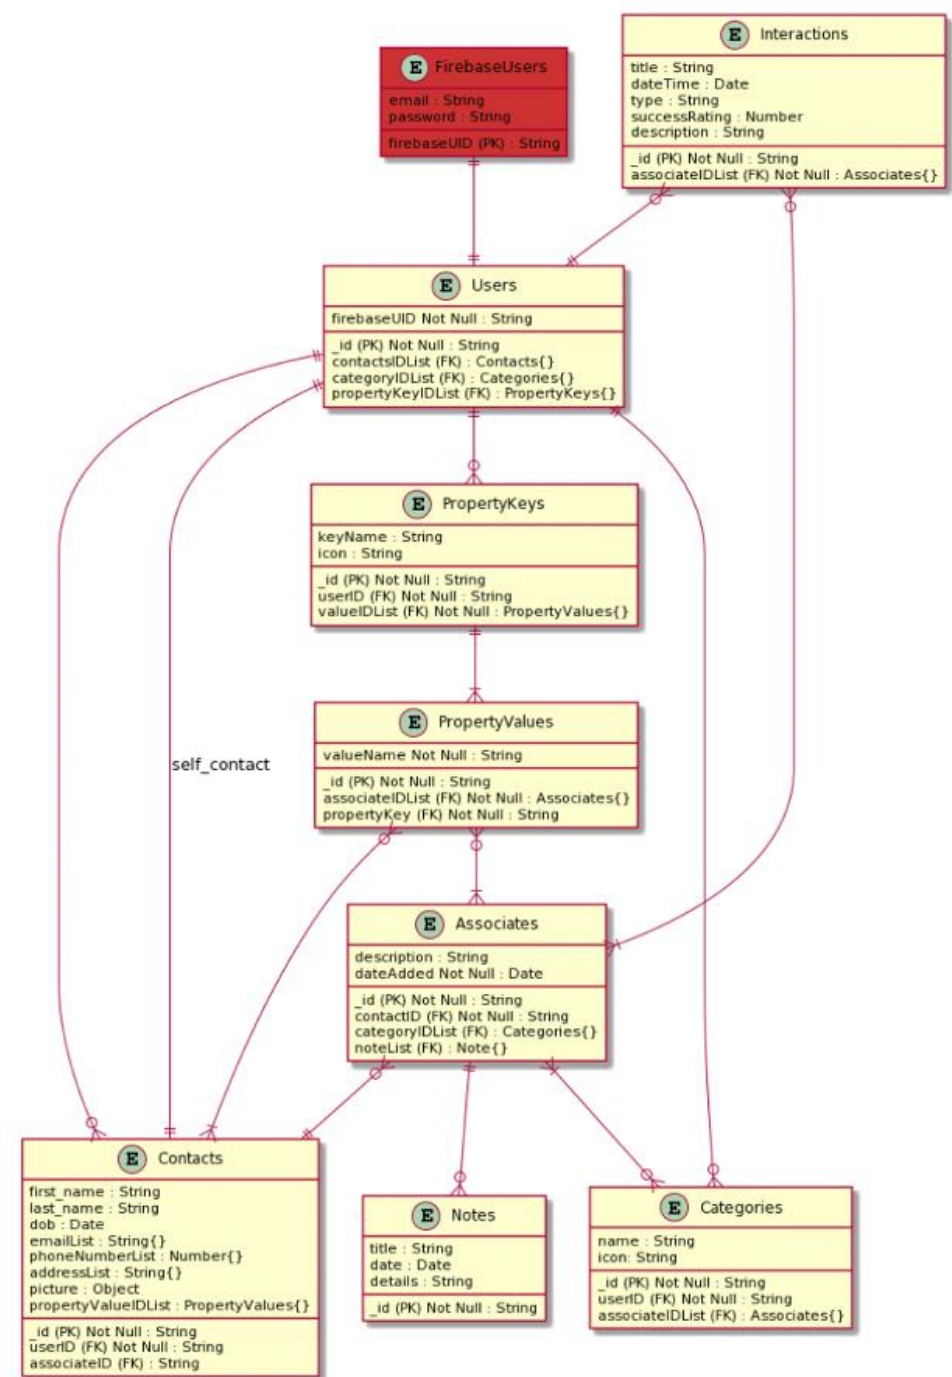 E FirebaseUsers
email : String
password : String
firebaseUID (PK) : String
E Interactions
title : String
dateTime : Date
type : String
successRating : Number
description : String
_id (PK) Not Null : String
associateIDList (FK) Not Null : Associates{}
E Users
firebaseUID Not Null : String
_id (PK) Not Null : String
contactsIDList (FK) : Contacts{}
categoryIDList (FK) : Categories{}
propertyKeyIDList (FK) : PropertyKeys{}
E PropertyKeys
keyName : String
icon : String
_id (PK) Not Null : String
userID (FK) Not Null : String
valueIDList (FK) Not Null : PropertyValues{}
E PropertyValues
valueName Not Null : String
_id (PK) Not Null : String
associateIDList (FK) Not Null : Associates{}
propertyKey (FK) Not Null : String
self_contact
E Associates
description : String
dateAdded Not Null : Date
_id (PK) Not Null : String
contactID (FK) Not Null : String
categoryIDList (FK) : Categories{}
noteList (FK) : Note{}
E Contacts
first_name : String
last_name : String
dob : Date
emailList : String{}
phoneNumberList : Number{}
addressList : String{}
picture : Object
propertyValueIDList : PropertyValues{}
_id (PK) Not Null : String
userID (FK) Not Null : String
associateID (FK) : String
E Notes
title : String
date : Date
details : String
_id (PK) Not Null : String
E Categories
name : String
icon: String
_id (PK) Not Null : String
userID (FK) Not Null : String
associateIDList (FK) : Associates{}